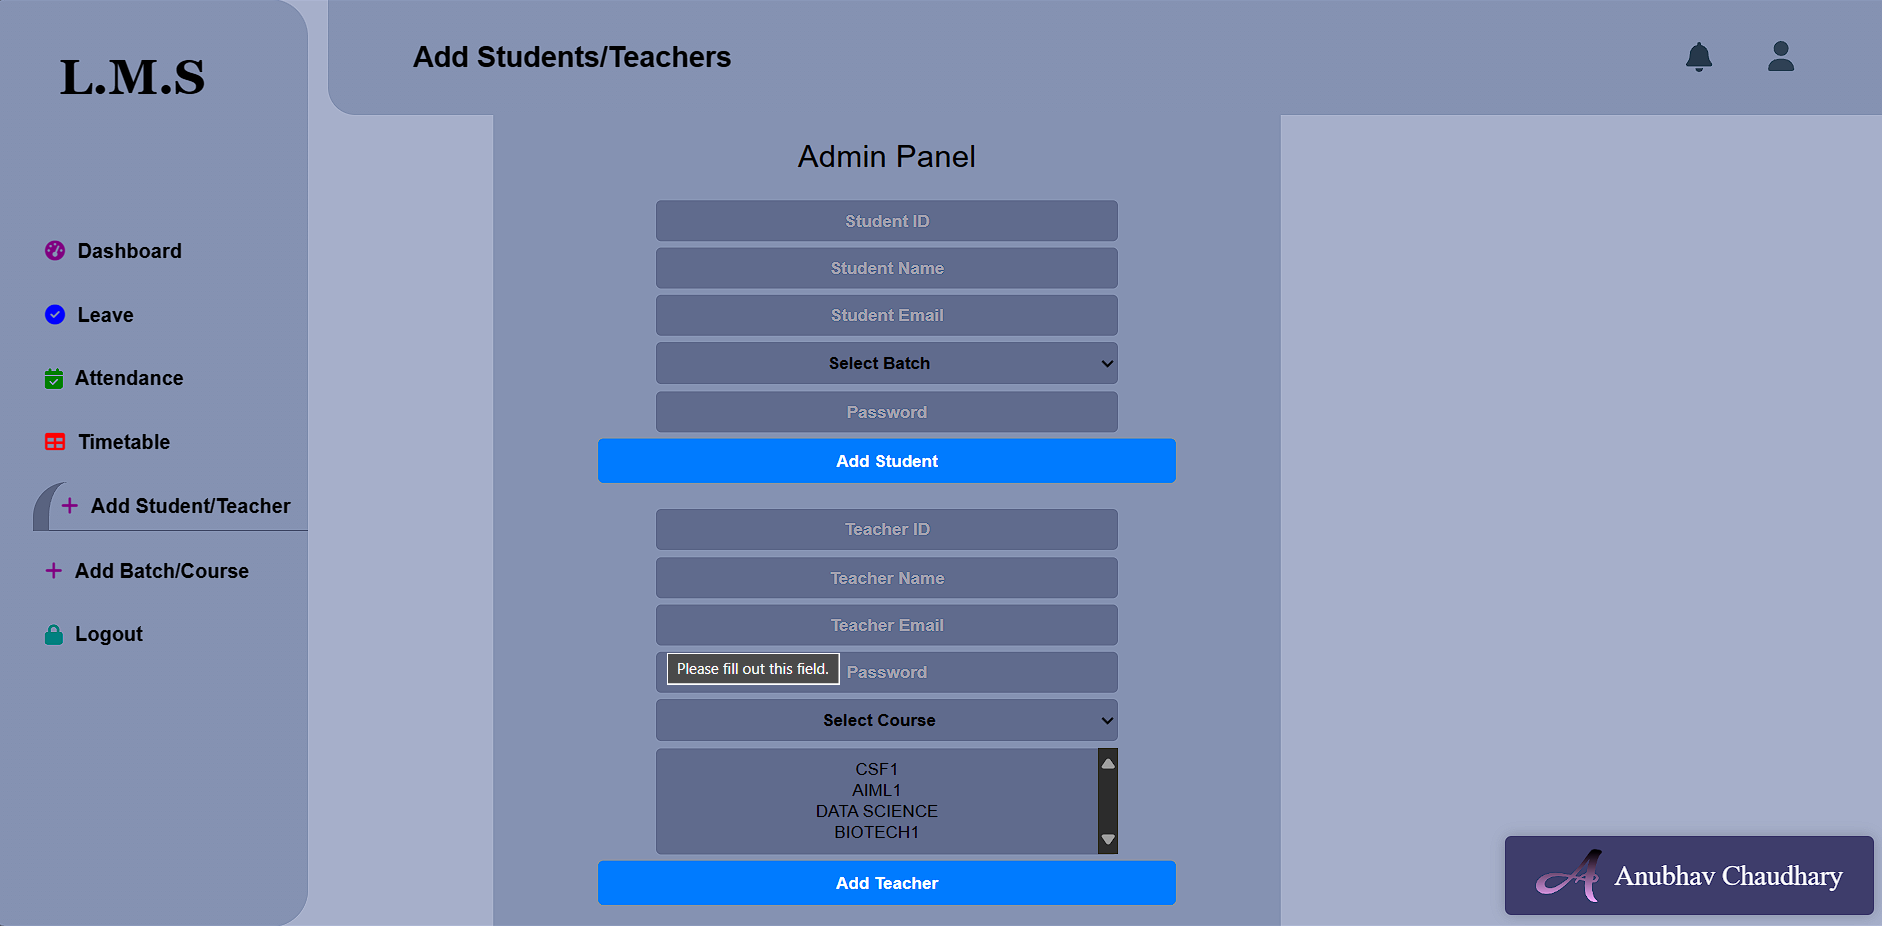 L.M.S
Add Students/Teachers
Dashboard
Leave
Attendance
Timetable
Add Student/Teacher
Add Batch/Course
Logout
Admin Panel
Student ID
Student Name
Student Email
Select Batch
Password
Add Student
Teacher ID
Teacher Name
Teacher Email
Please fill out this field.
Password
Select Course
CSF1
AIML1
DATA SCIENCE
BIOTECH1
Add Teacher
A Anubhav Chaudhary